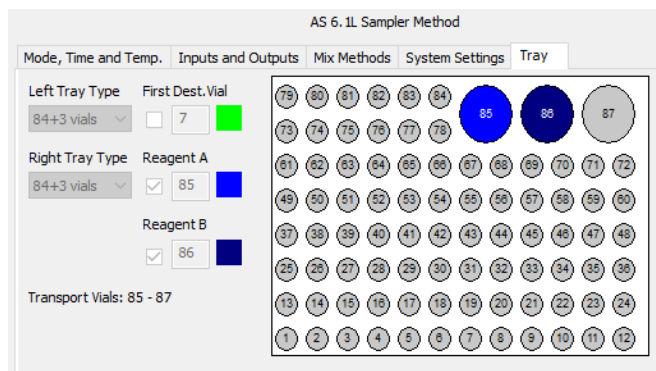 AS 6.1L Sampler Method
Mode, Time and Temp. Inputs and Outputs Mix Methods System Settings Tray
Left Tray Type First Dest.Vial
84+3 vials 7
Right Tray Type Reagent A
84+3 vials 85
Reagent B
86
Transport Vials: 85 - 87
79 80 81 82 83 84 85 86 87
73 74 75 76 77 78
61 62 63 64 65 66 67 68 69 70 71 72
49 50 51 52 53 54 55 56 57 58 59 60
37 38 39 40 41 42 43 44 45 46 47 48
25 26 27 28 29 30 31 32 33 34 35 36
13 14 15 16 17 18 19 20 21 22 23 24
1 2 3 4 5 6 7 8 9 10 11 12